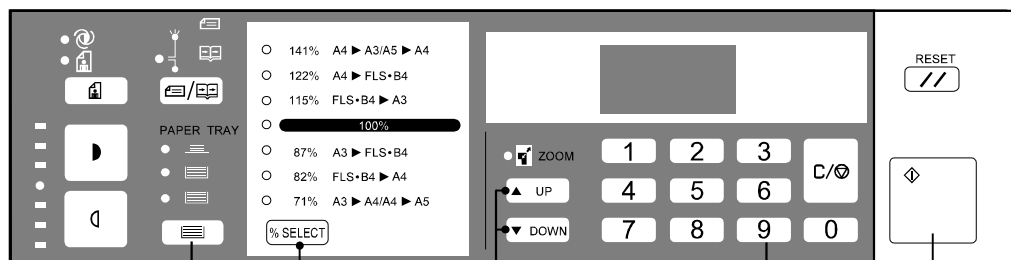 141% A4 ► A3/A5 ► A4
122% A4 ► FLS•B4
115% FLS•B4 ► A3
100%
87% A3 ► FLS•B4
82% FLS•B4 ► A4
71% A3 ► A4/A4 ► A5
% SELECT
PAPER TRAY
ZOOM
▲ UP
▼ DOWN
1 2 3
4 5 6
7 8 9 0
C/
RESET
//